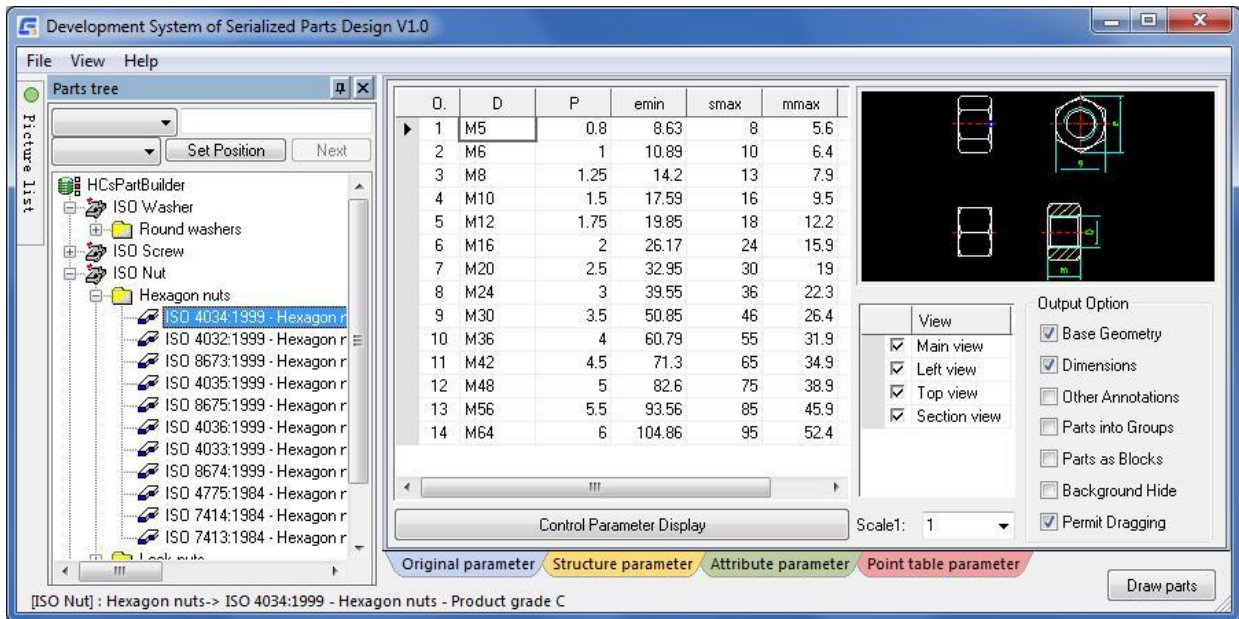 Development System of Serialized Parts Design V1.0
File View Help
Picture List
Parts tree
Set Position Next
HCsPartBuilder
ISO Washer
Round washers
ISO Screw
ISO Nut
Hexagon nuts
ISO 4034:1999 - Hexagon r
ISO 4032:1999 - Hexagon r
ISO 8673:1999 - Hexagon r
ISO 4035:1999 - Hexagon r
ISO 8675:1999 - Hexagon r
ISO 4036:1999 - Hexagon r
ISO 4033:1999 - Hexagon r
ISO 8674:1999 - Hexagon r
ISO 4775:1984 - Hexagon r
ISO 7414:1984 - Hexagon r
ISO 7413:1984 - Hexagon r
Lock nuts
O. D P emin smax mmax
1 M5 0.8 8.63 8 5.6
2 M6 1 10.89 10 6.4
3 M8 1.25 14.2 13 7.9
4 M10 1.5 17.59 16 9.5
5 M12 1.75 19.85 18 12.2
6 M16 2 26.17 24 15.9
7 M20 2.5 32.95 30 19
8 M24 3 39.55 36 22.3
9 M30 3.5 50.85 46 26.4
10 M36 4 60.79 55 31.9
11 M42 4.5 71.3 65 34.9
12 M48 5 82.6 75 38.9
13 M56 5.5 93.56 85 45.9
14 M64 6 104.86 95 52.4
Control Parameter Display
m
View
Main view
Left view
Top view
Section view
Scale1: 1
Output Option
Base Geometry
Dimensions
Other Annotations
Parts into Groups
Parts as Blocks
Background Hide
Permit Dragging
Original parameter Structure parameter Attribute parameter Point table parameter
Draw parts
[ISO Nut] : Hexagon nuts-> ISO 4034:1999 - Hexagon nuts - Product grade C